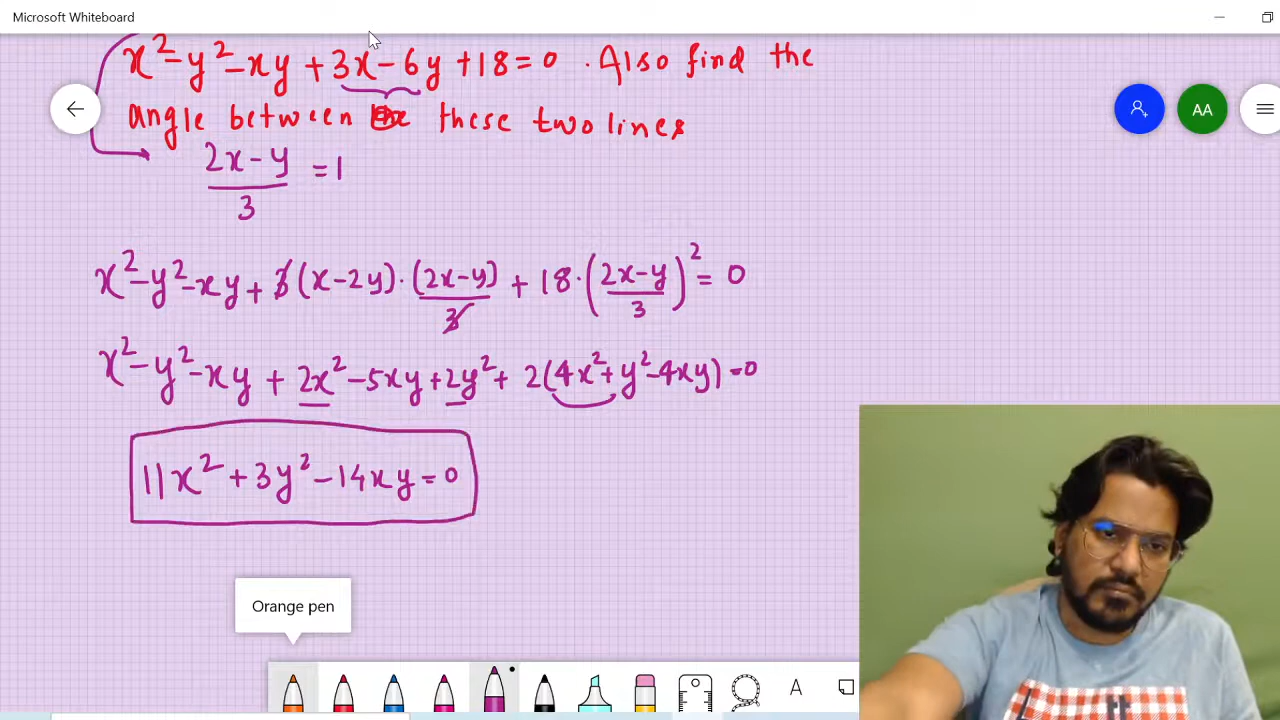 Microsoft Whiteboard
x² - y² - xy + 3x - 6y + 18 = 0 . Also find the
angle between these two lines
(2x - y)/3 = 1
x² - y² - xy + 3(x - 2y) · (2x - y)/3 + 18 · ((2x - y)/3)² = 0
x² - y² - xy + 2x² - 5xy + 2y² + 2(4x² + y² - 4xy) = 0
11x² + 3y² - 14xy = 0
Orange pen
AA
A